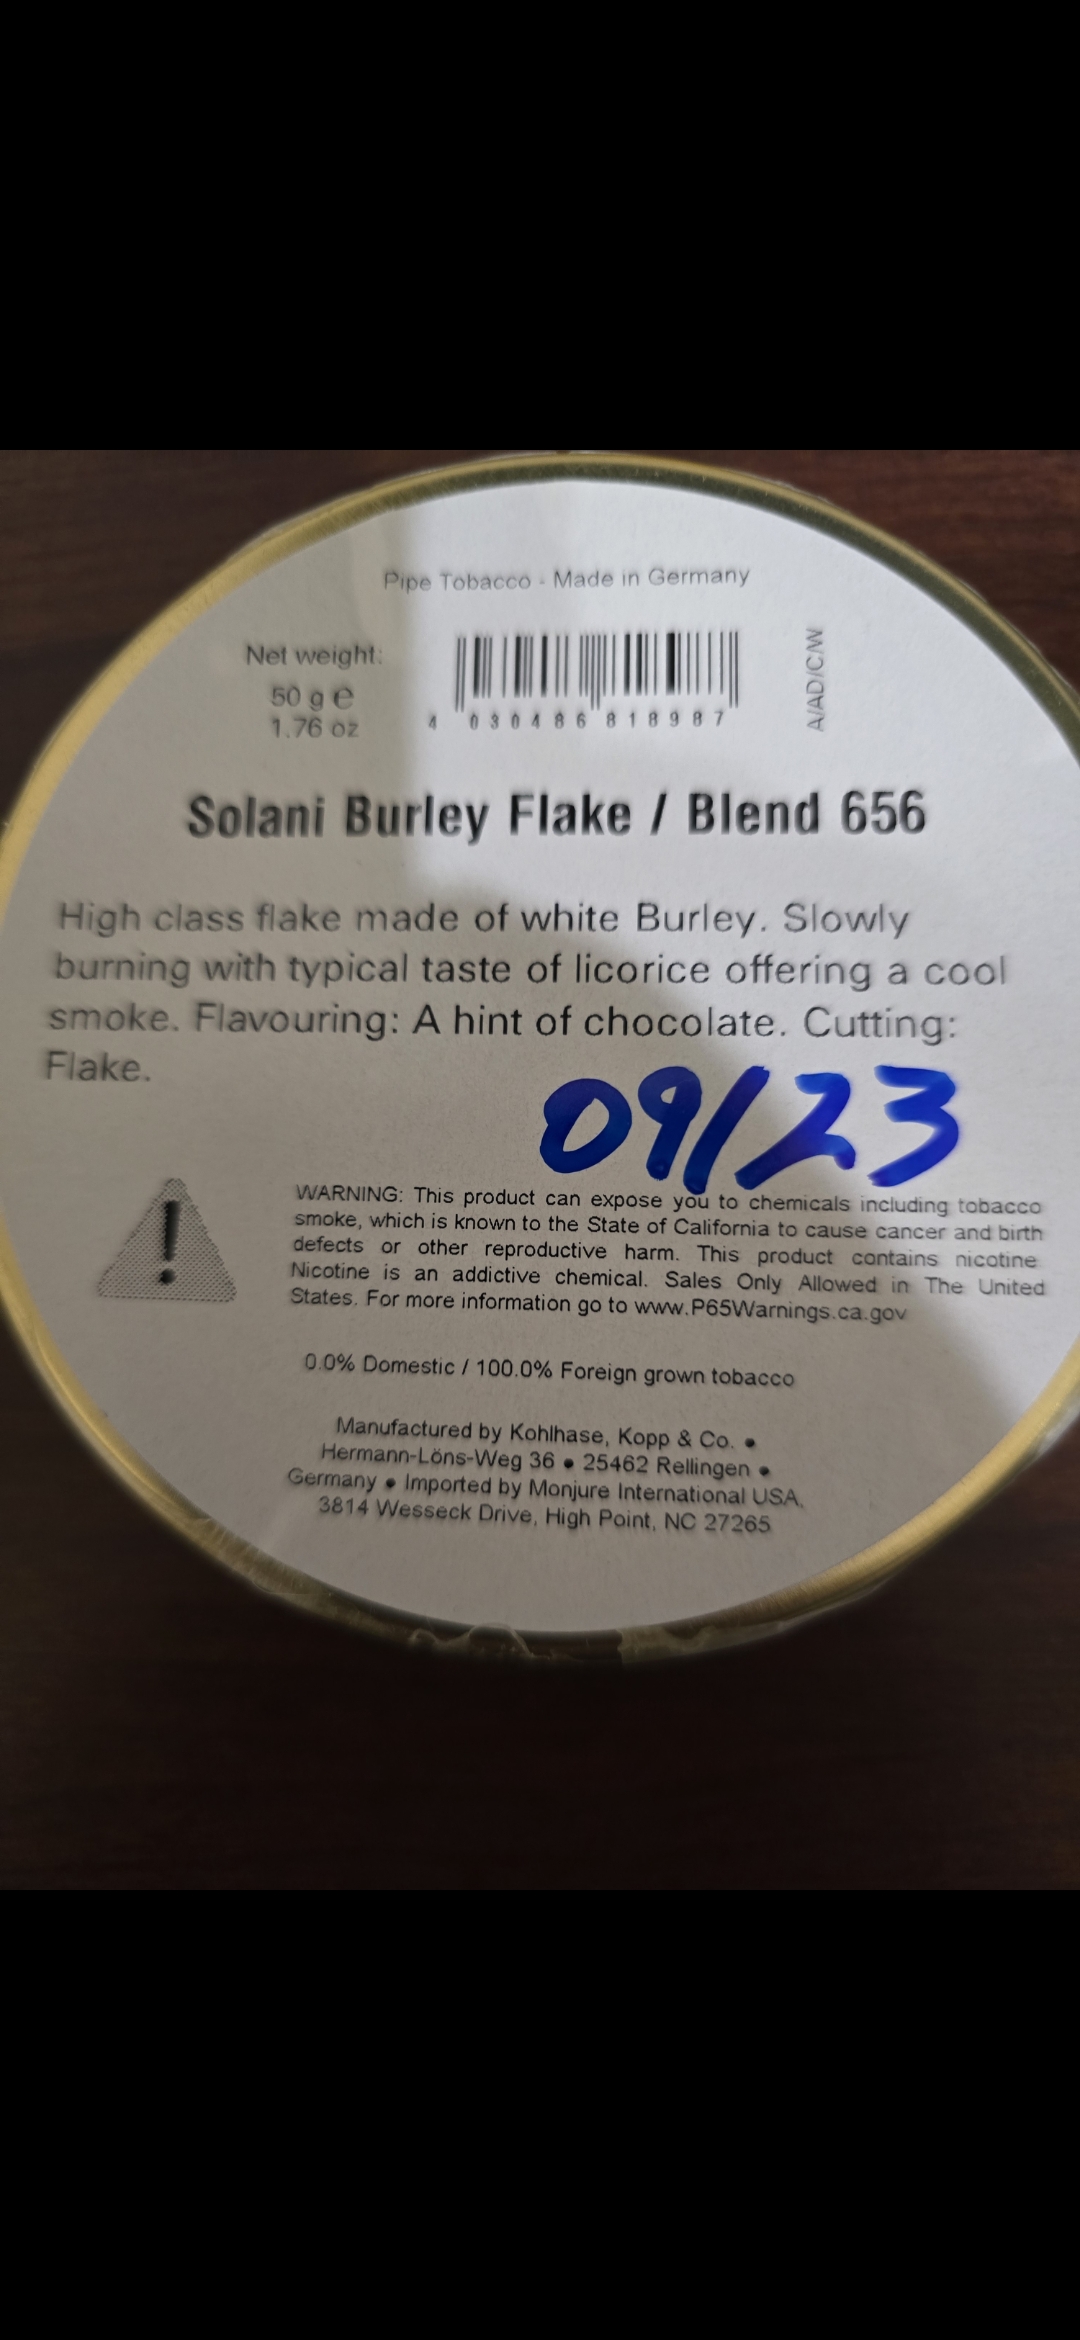 Pipe Tobacco - Made in Germany
Net weight:
50 g e
1.76 oz
4 030486 818987
A/AD/C/W
Solani Burley Flake / Blend 656
High class flake made of white Burley. Slowly
burning with typical taste of licorice offering a cool
smoke. Flavouring: A hint of chocolate. Cutting:
Flake.
09/23
WARNING: This product can expose you to chemicals including tobacco
smoke, which is known to the State of California to cause cancer and birth
defects or other reproductive harm. This product contains nicotine
Nicotine is an addictive chemical. Sales Only Allowed in The United
States. For more information go to www.P65Warnings.ca.gov
0.0% Domestic / 100.0% Foreign grown tobacco
Manufactured by Kohlhase, Kopp & Co. •
Hermann-Löns-Weg 36 • 25462 Rellingen •
Germany • Imported by Monjure International USA,
3814 Wesseck Drive, High Point, NC 27265